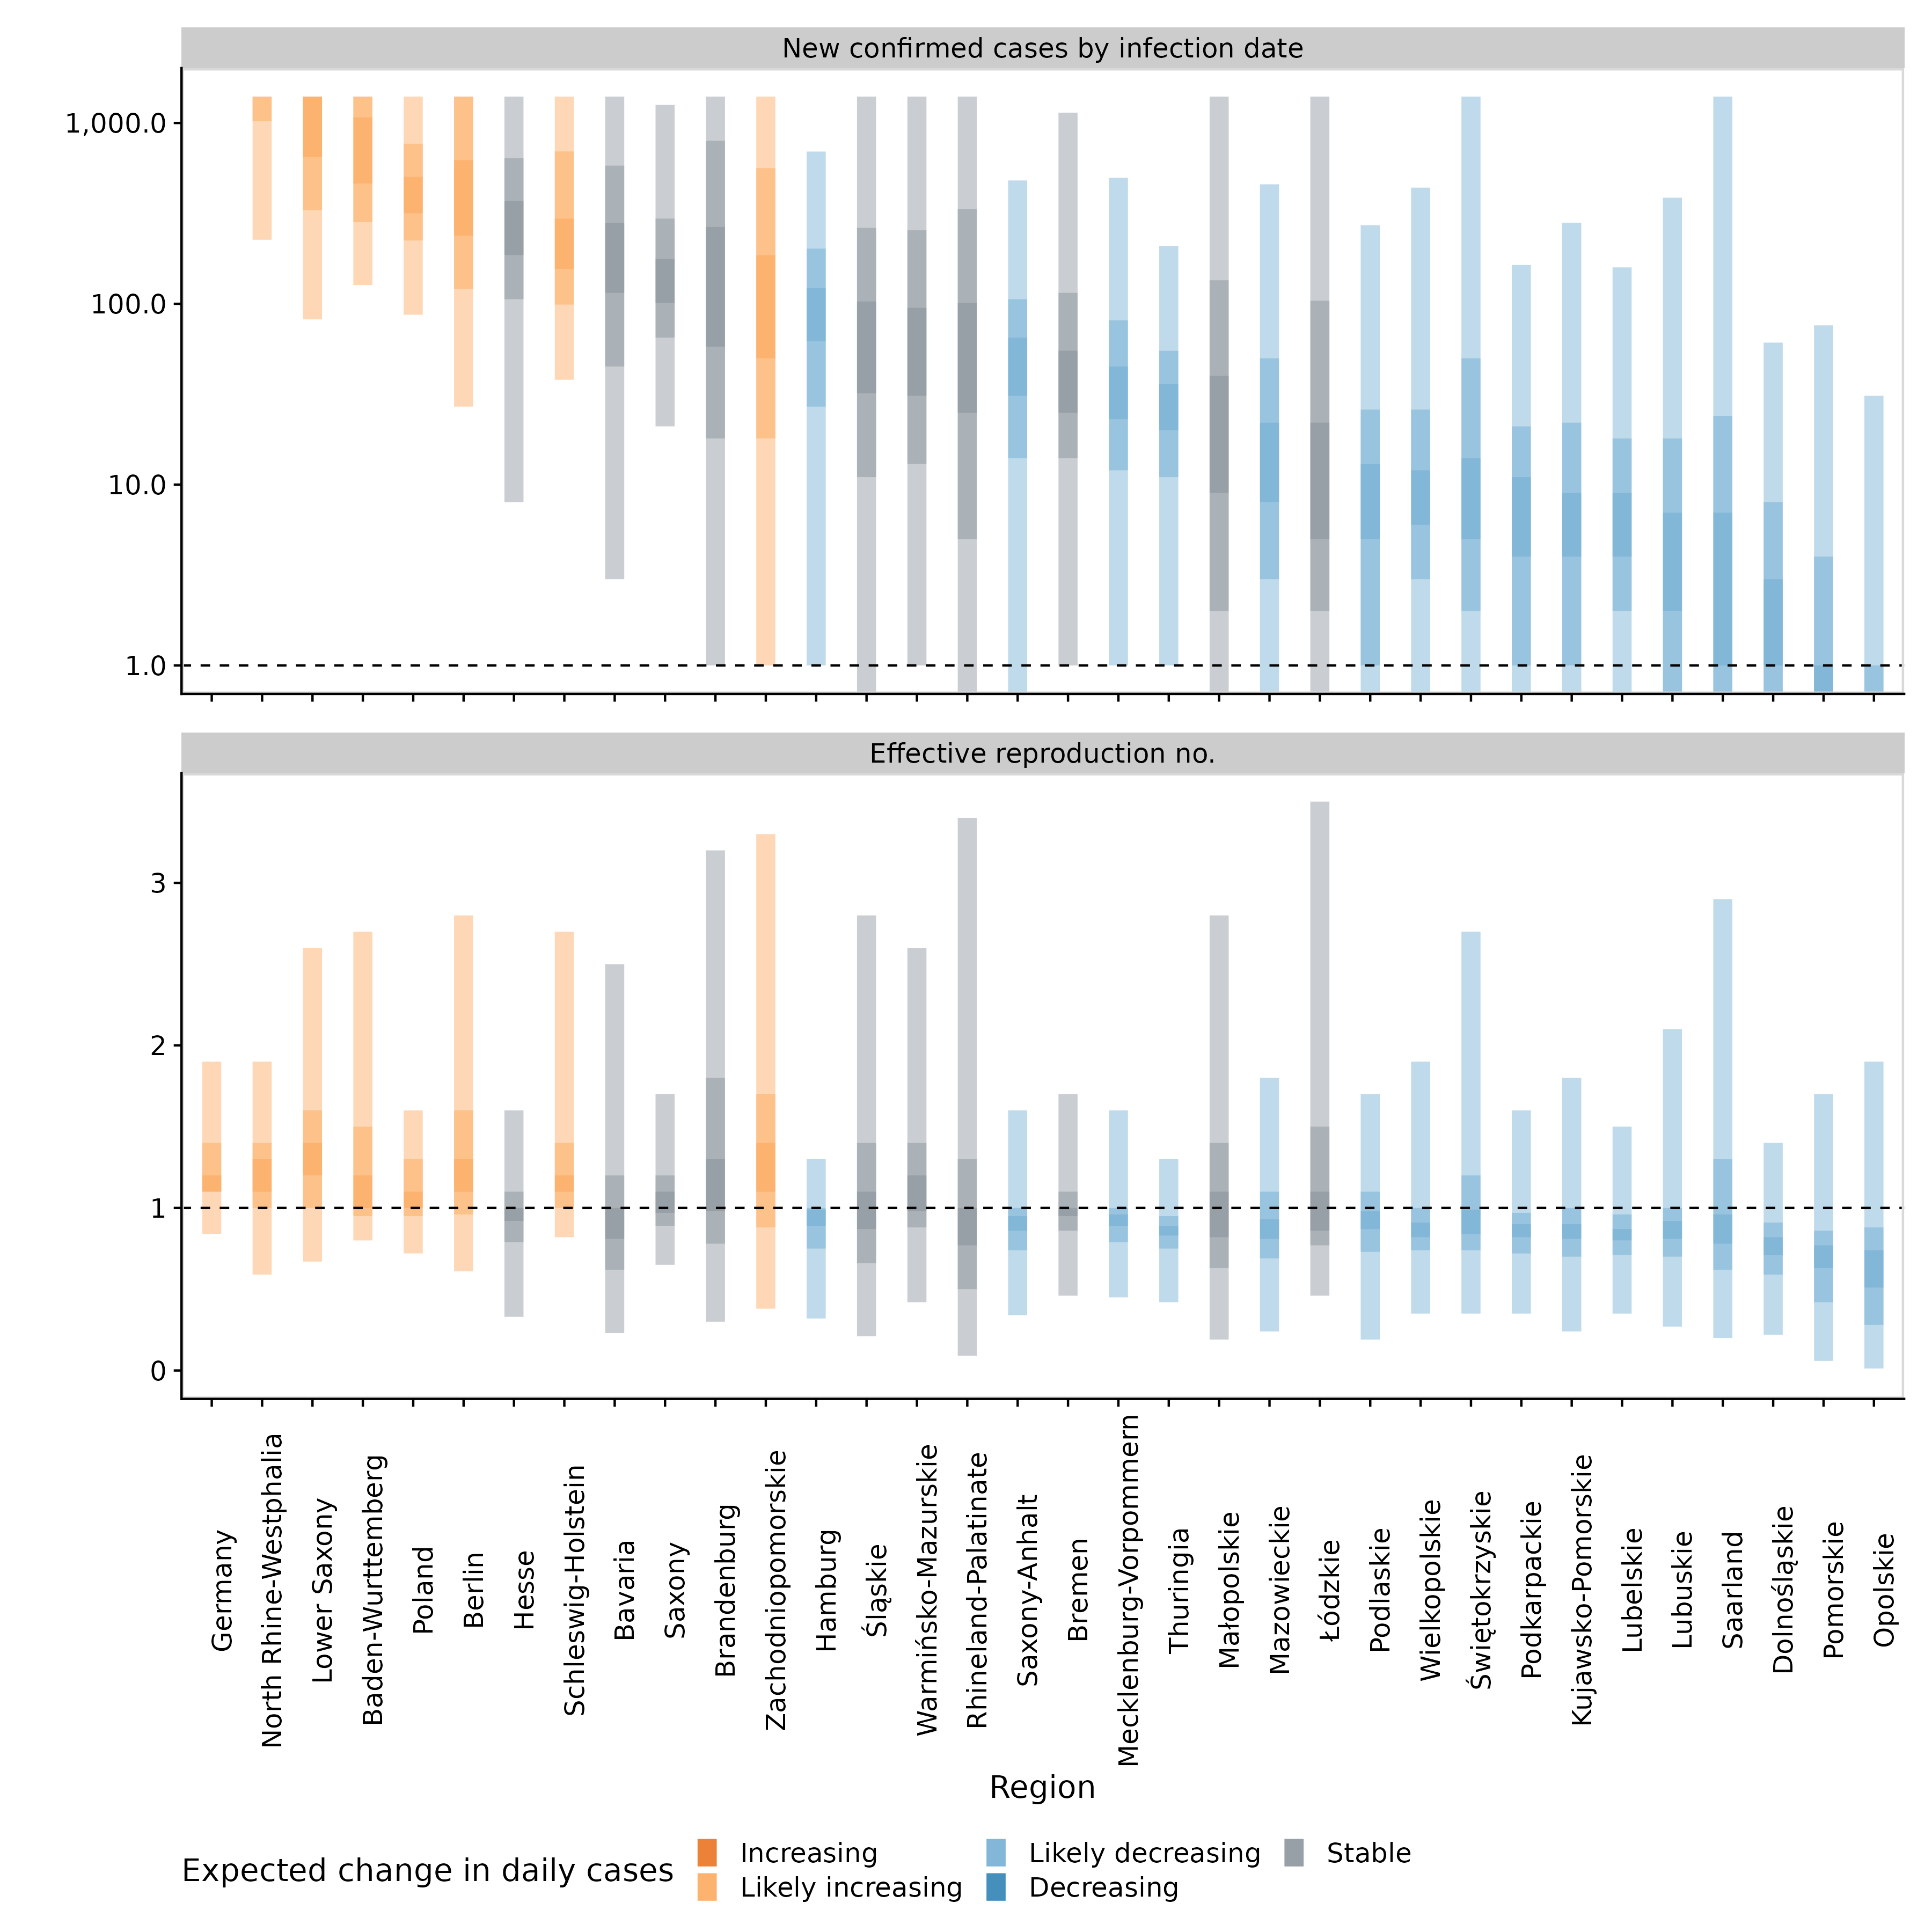 New confirmed cases by infection date
1,000.0
100.0
10.0
1.0
Effective reproduction no.
3
2
1
0
Germany
North Rhine-Westphalia
Lower Saxony
Baden-Wurttemberg
Poland
Berlin
Hesse
Schleswig-Holstein
Bavaria
Saxony
Brandenburg
Zachodniopomorskie
Hamburg
Śląskie
Warmińsko-Mazurskie
Rhineland-Palatinate
Saxony-Anhalt
Bremen
Mecklenburg-Vorpommern
Thuringia
Małopolskie
Mazowieckie
Łódzkie
Podlaskie
Wielkopolskie
Świętokrzyskie
Podkarpackie
Kujawsko-Pomorskie
Lubelskie
Lubuskie
Saarland
Dolnośląskie
Pomorskie
Opolskie
Region
Expected change in daily cases
Increasing
Likely increasing
Likely decreasing
Decreasing
Stable